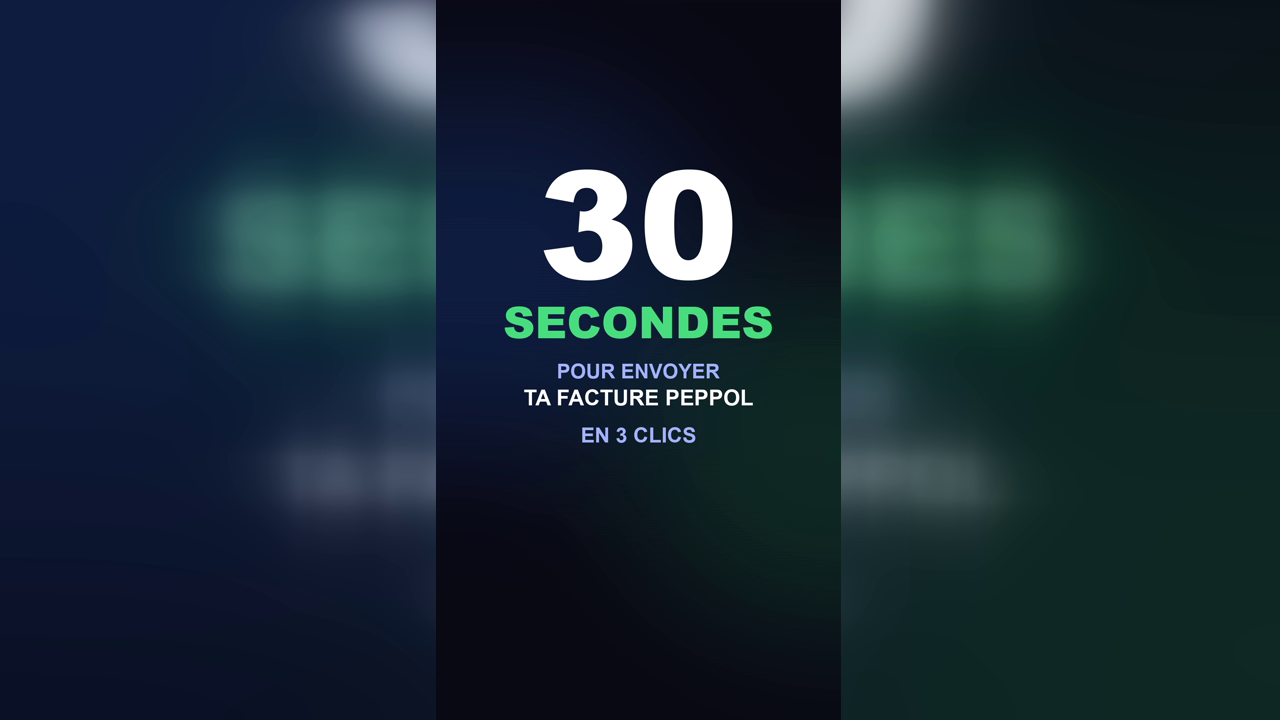 30
SECONDES
POUR ENVOYER
TA FACTURE PEPPOL
EN 3 CLICS